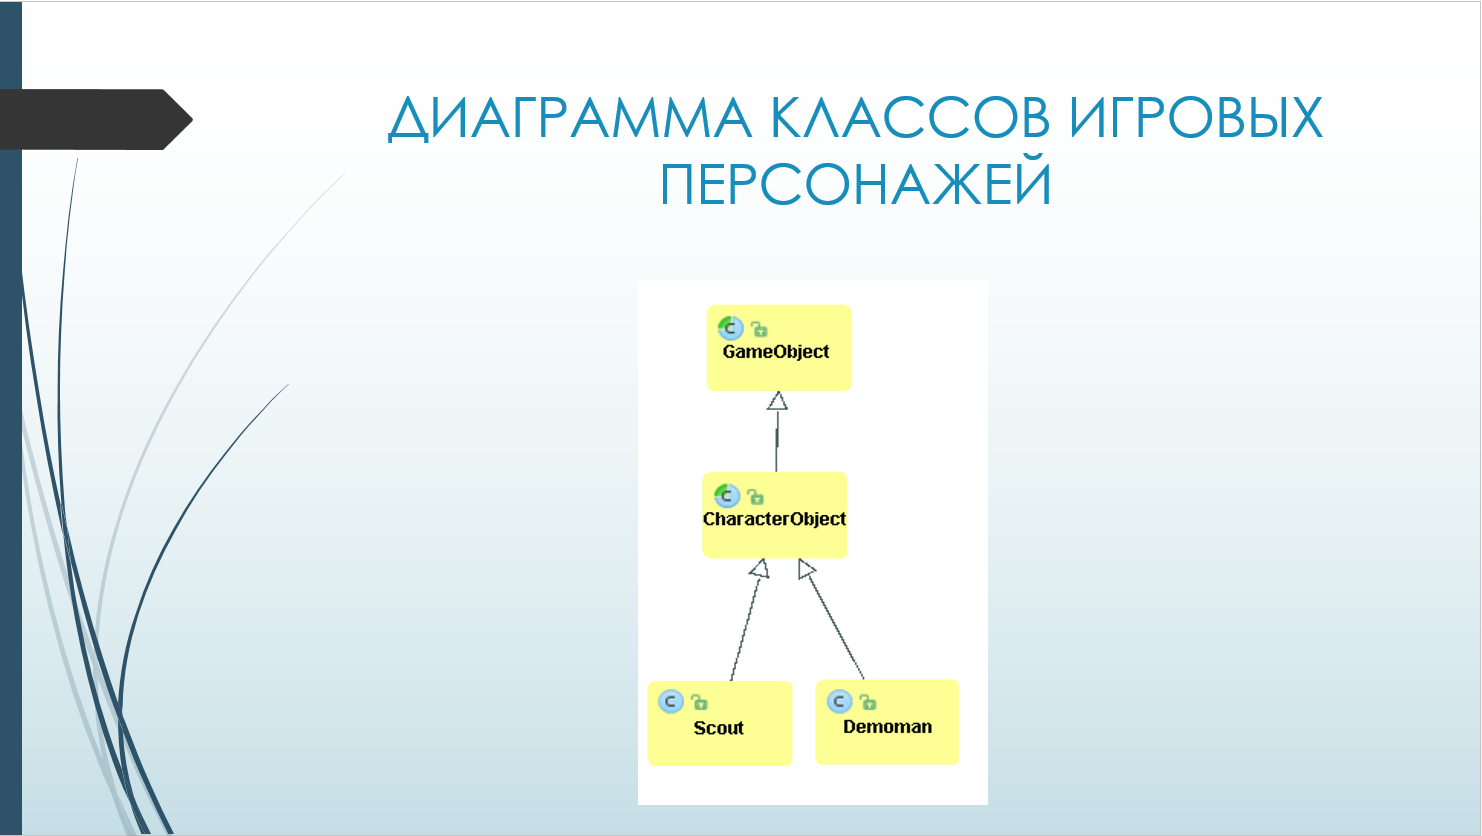 ДИАГРАММА КЛАССОВ ИГРОВЫХ
ПЕРСОНАЖЕЙ
C
GameObject
C
CharacterObject
C
Scout
C
Demoman